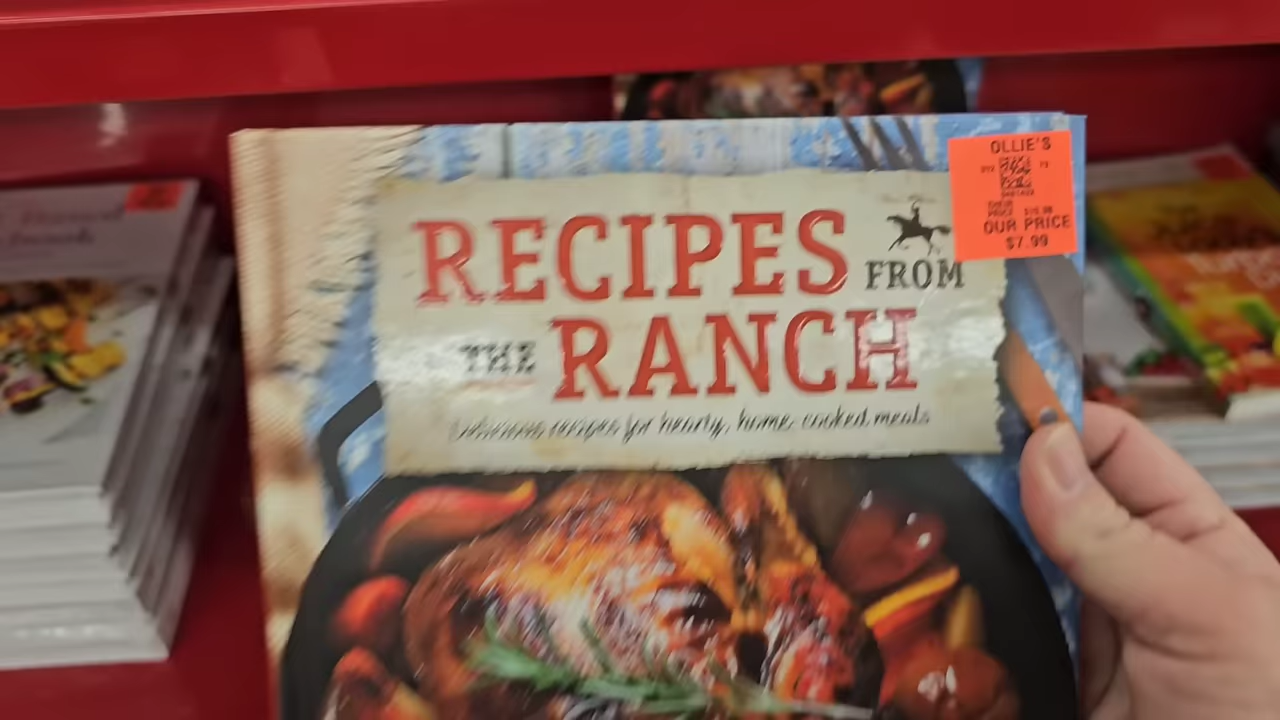 RECIPES
FROM
THE
RANCH
Delicious recipes for hearty, home-cooked meals
OLLIE'S
OUR PRICE
$7.99